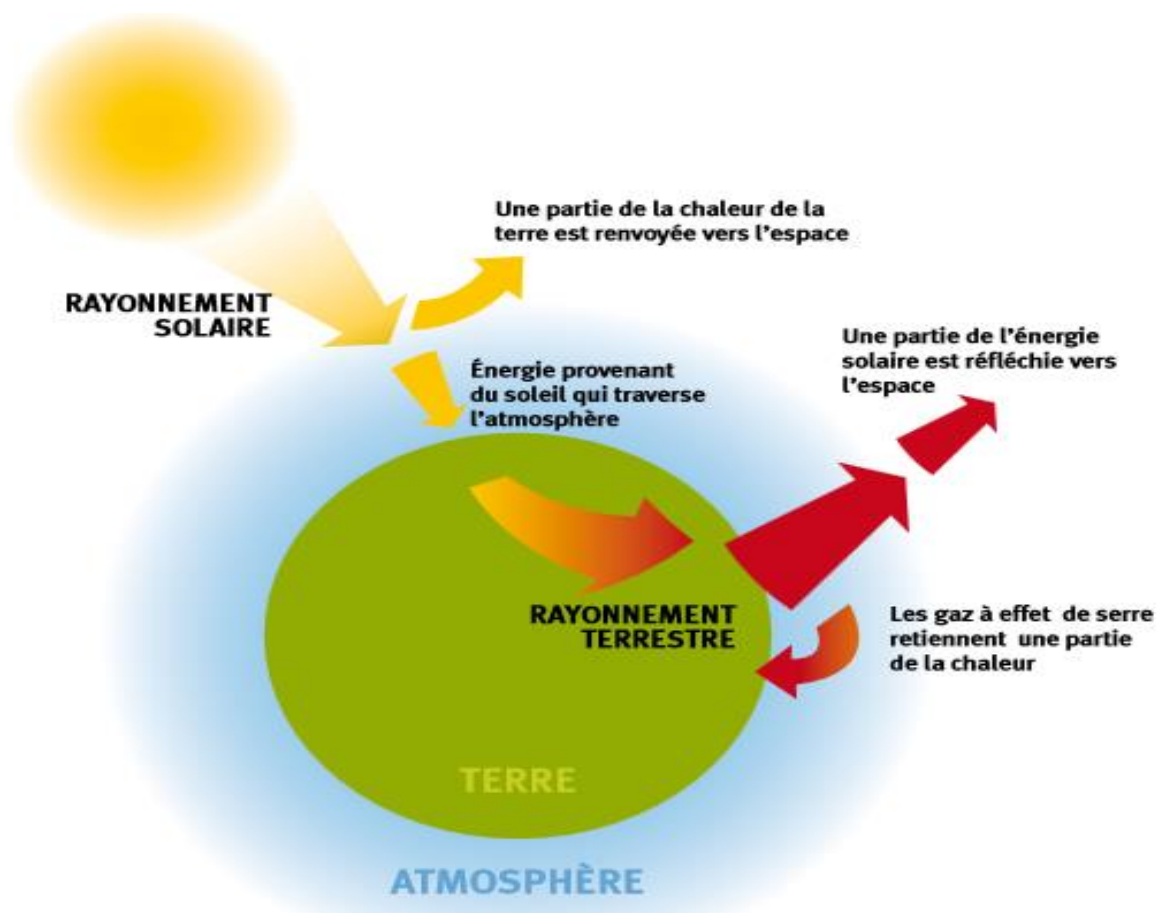 Une partie de la chaleur de la
terre est renvoyée vers l'espace
RAYONNEMENT
SOLAIRE
Une partie de l'énergie
solaire est réfléchie vers
l'espace
Énergie provenant
du soleil qui traverse
l'atmosphère
RAYONNEMENT
TERRESTRE
Les gaz à effet de serre
retiennent une partie
de la chaleur
TERRE
ATMOSPHÈRE